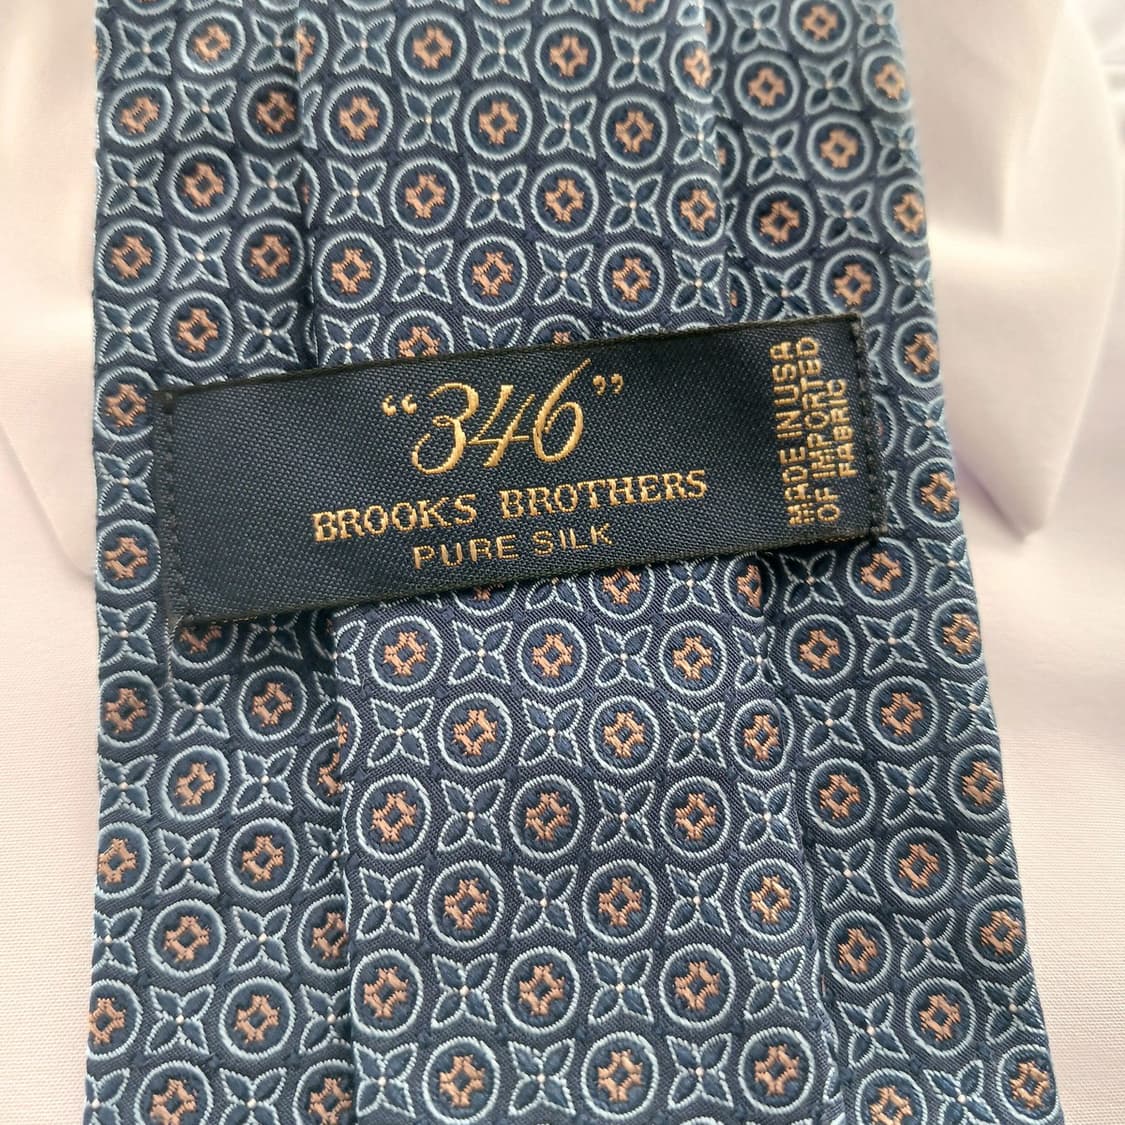 “346”
BROOKS BROTHERS
PURE SILK
MADE IN USA
OF IMPORTED
FABRIC